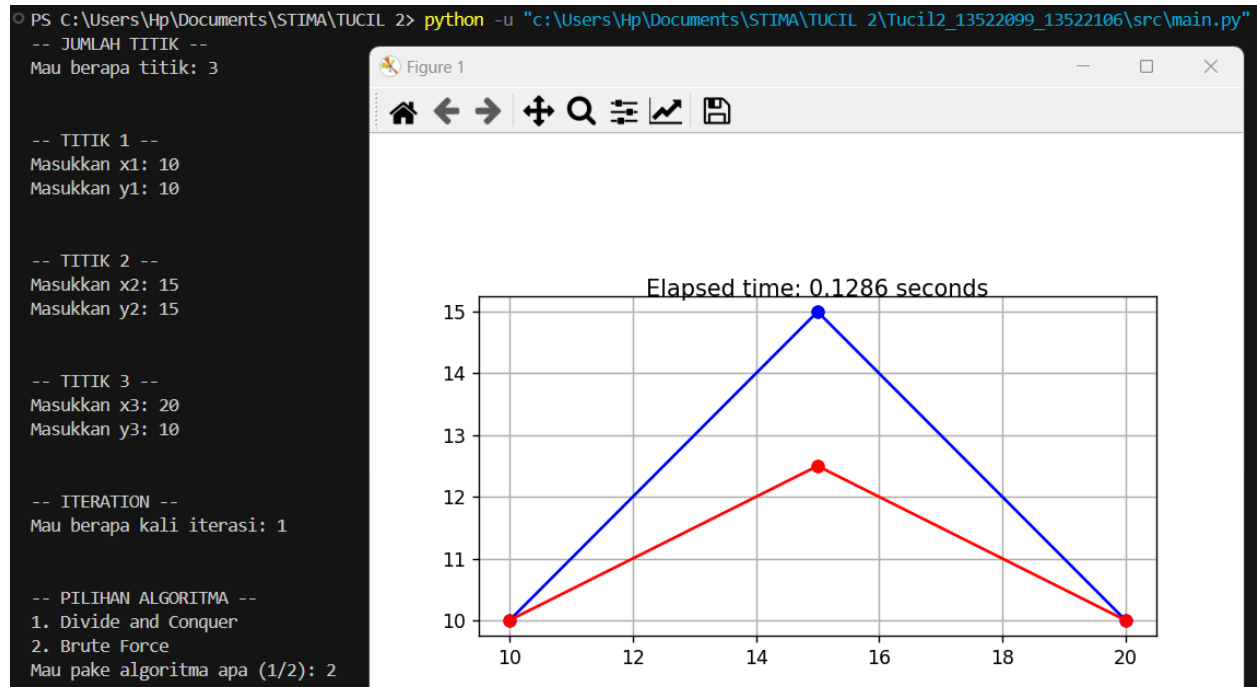 PS C:\Users\Hp\Documents\STIMA\TUCIL 2> python -u "c:\Users\Hp\Documents\STIMA\TUCIL 2\Tucil2_13522099_13522106\src\main.py"
-- JUMLAH TITIK --
Mau berapa titik: 3
-- TITIK 1 --
Masukkan x1: 10
Masukkan y1: 10
-- TITIK 2 --
Masukkan x2: 15
Masukkan y2: 15
-- TITIK 3 --
Masukkan x3: 20
Masukkan y3: 10
-- ITERATION --
Mau berapa kali iterasi: 1
-- PILIHAN ALGORITMA --
1. Divide and Conquer
2. Brute Force
Mau pake algoritma apa (1/2): 2
Figure 1
Elapsed time: 0.1286 seconds
15
14
13
12
11
10
10 12 14 16 18 20